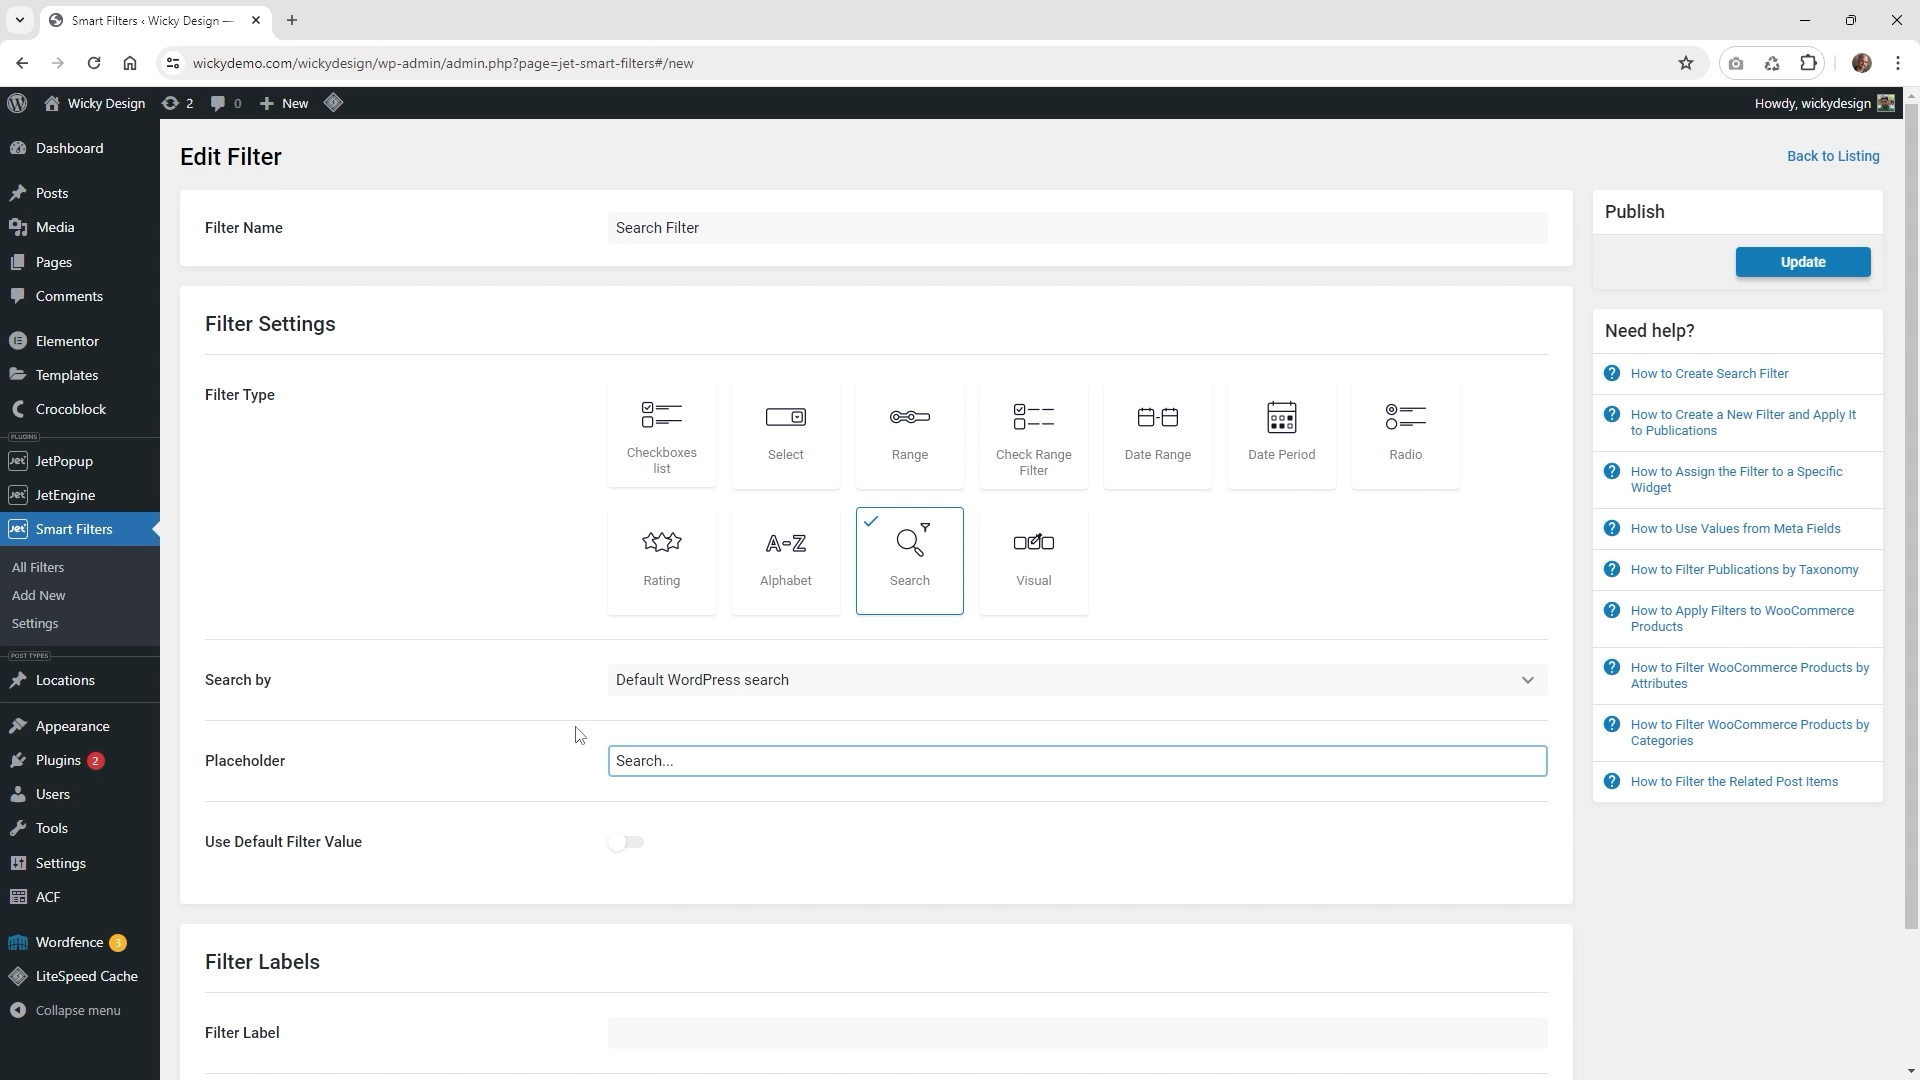 Smart Filters ‹ Wicky Design —
wickydemo.com/wickydesign/wp-admin/admin.php?page=jet-smart-filters#/new
Wicky Design
2
0
New
Howdy, wickydesign
Dashboard
Posts
Media
Pages
Comments
Elementor
Templates
Crocoblock
PLUGINS
Jet JetPopup
Jet JetEngine
Jet Smart Filters
All Filters
Add New
Settings
POST TYPES
Locations
Appearance
Plugins 2
Users
Tools
Settings
ACF
Wordfence 3
LiteSpeed Cache
Collapse menu
Edit Filter
Back to Listing
Filter Name
Search Filter
Filter Settings
Filter Type
Checkboxes
list
Select
Range
Check Range
Filter
Date Range
Date Period
Radio
Rating
A-Z
Alphabet
Search
Visual
Search by
Default WordPress search
Placeholder
Search...
Use Default Filter Value
Filter Labels
Filter Label
Publish
Update
Need help?
? How to Create Search Filter
? How to Create a New Filter and Apply It
to Publications
? How to Assign the Filter to a Specific
Widget
? How to Use Values from Meta Fields
? How to Filter Publications by Taxonomy
? How to Apply Filters to WooCommerce
Products
? How to Filter WooCommerce Products by
Attributes
? How to Filter WooCommerce Products by
Categories
? How to Filter the Related Post Items